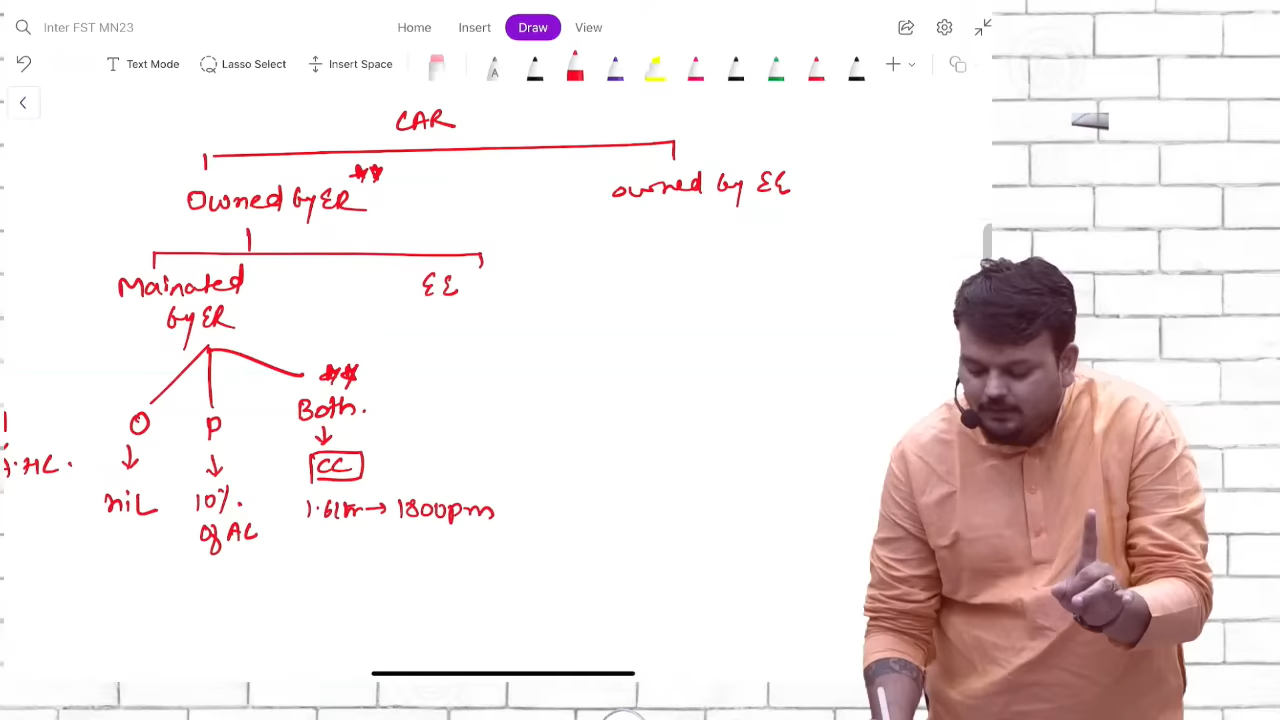 Inter FST MN23
Home Insert Draw View
Text Mode Lasso Select Insert Space
CAR
Owned by ER
owned by EE
Mainated
by ER
EE
O
P
Both.
CC
niL
10%
of AC
1.6Ltr → 1800pm